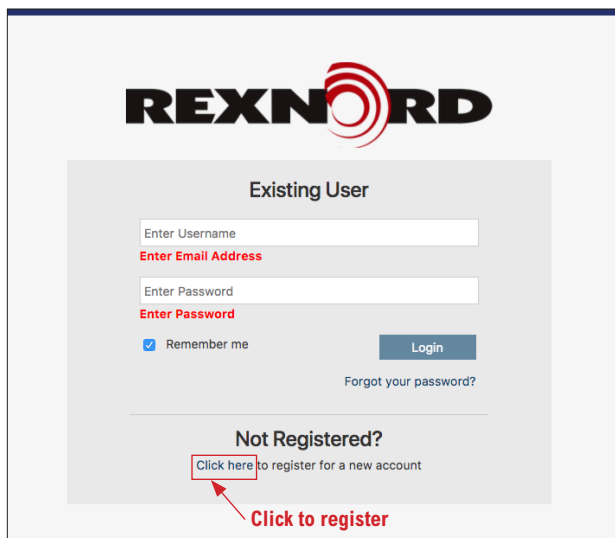 REXNORD
Existing User
Enter Username
Enter Email Address
Enter Password
Enter Password
Remember me
Login
Forgot your password?
Not Registered?
Click here to register for a new account
Click to register